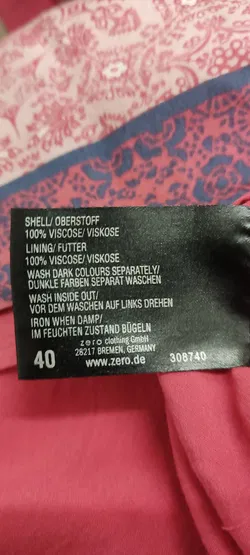 SHELL/ OBERSTOFF
100% VISCOSE/ VISKOSE
LINING/ FUTTER
100% VISCOSE/ VISKOSE
WASH DARK COLOURS SEPARATELY/
DUNKLE FARBEN SEPARAT WASCHEN
WASH INSIDE OUT/
VOR DEM WASCHEN AUF LINKS DREHEN
IRON WHEN DAMP/
IM FEUCHTEN ZUSTAND BÜGELN
zero clothing GmbH
28217 BREMEN, GERMANY
40 www.zero.de 308740